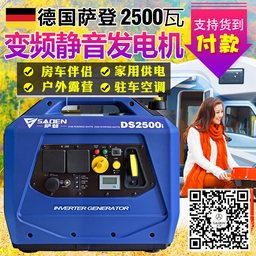 德国萨登 2500瓦
支持货到
付款
变频静音发电机
房车伴侣
家用供电
户外露营
驻车空调
SADEN
萨登
DS2500i
INVERTER GENERATOR